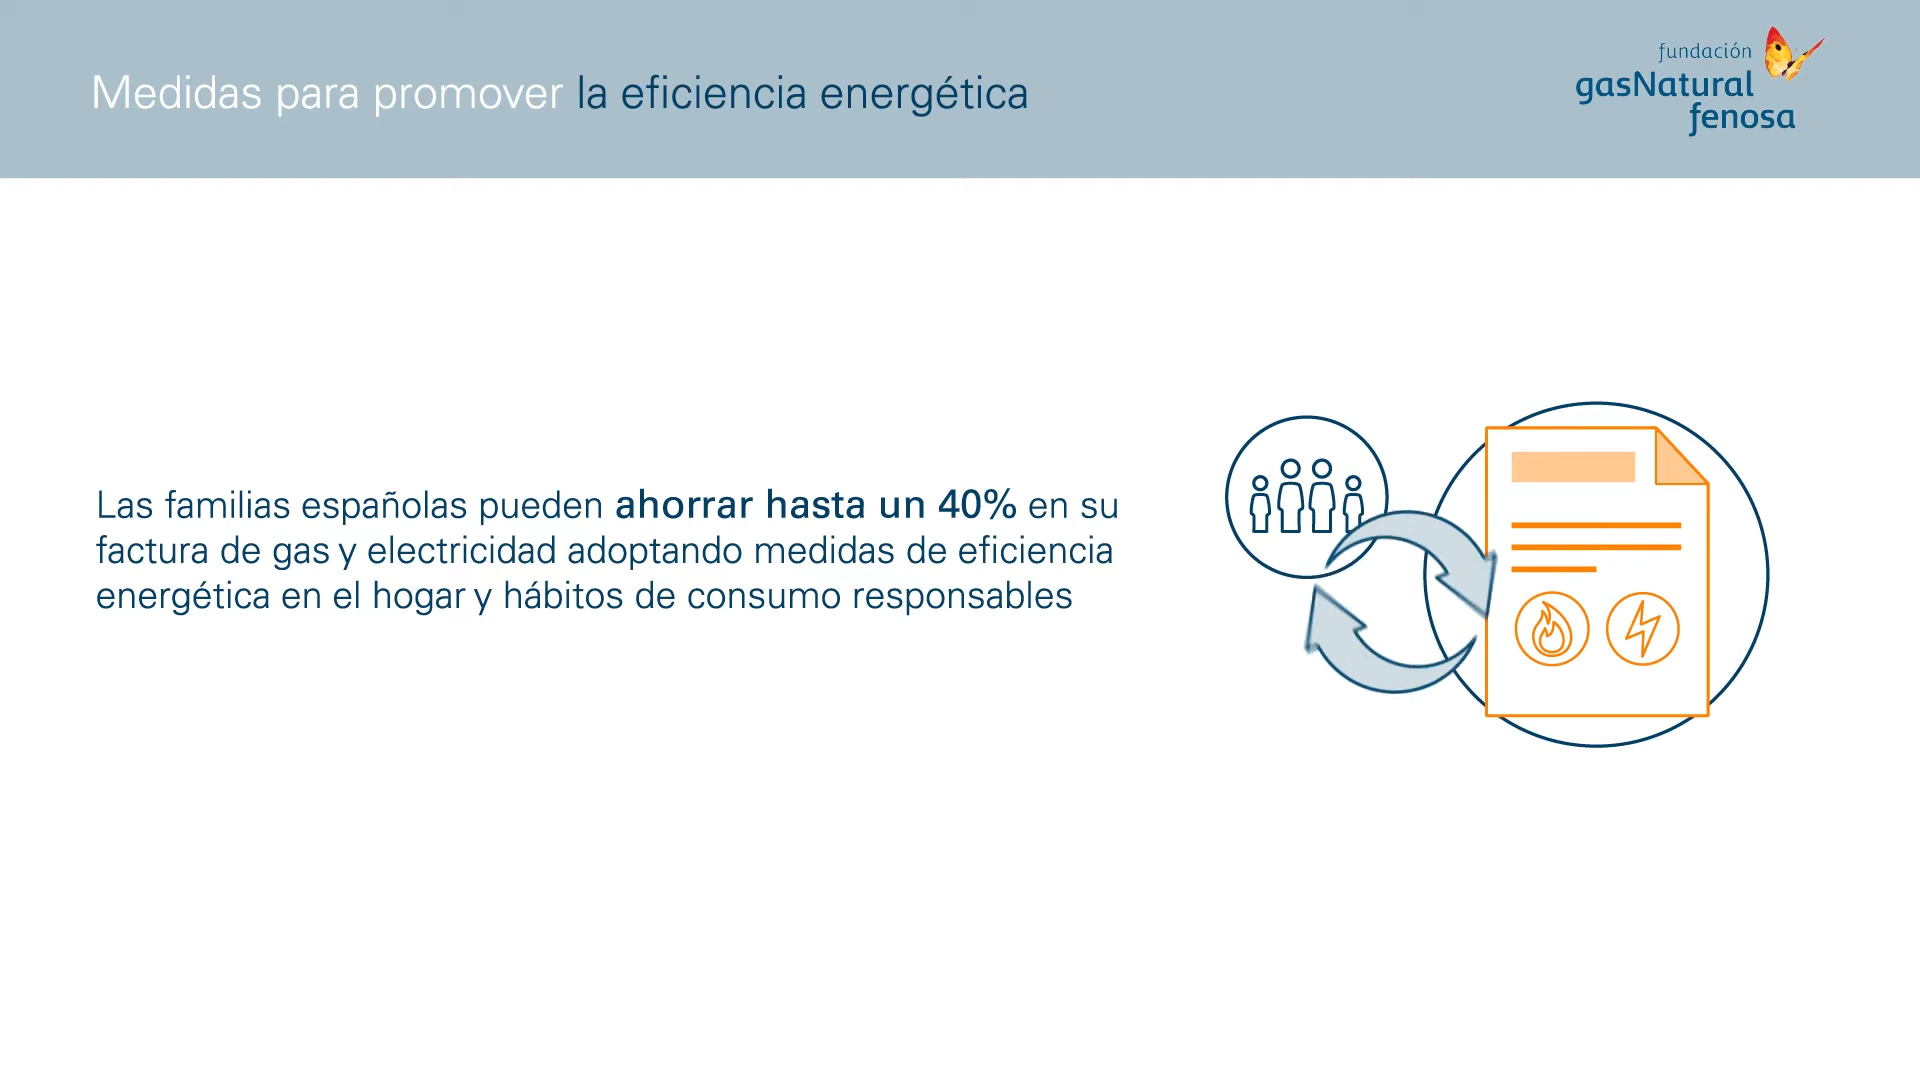 Medidas para promover la eficiencia energética
fundación
gasNatural
fenosa
Las familias españolas pueden ahorrar hasta un 40% en su
factura de gas y electricidad adoptando medidas de eficiencia
energética en el hogar y hábitos de consumo responsables